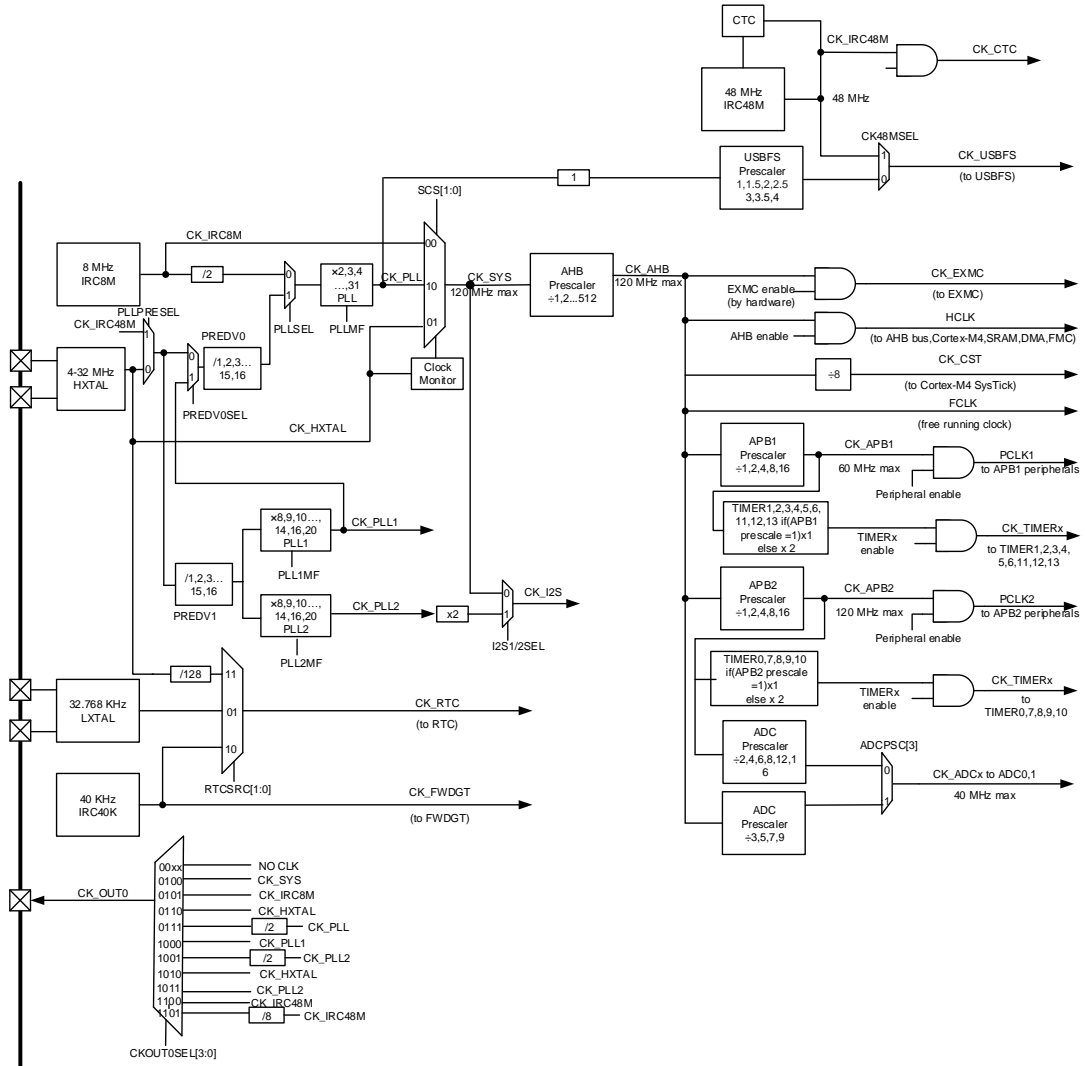 CTC
CK_IRC48M
CK_CTC
48 MHz
IRC48M
48 MHz
CK48MSEL
USBFS
Prescaler
1,1.5,2,2.5
3,3.5,4
1
0
CK_USBFS
(to USBFS)
1
SCS[1:0]
CK_IRC8M
00
8 MHz
IRC8M
/2
0
1
PLLSEL
×2,3,4
…,31
PLL
PLLMF
CK_PLL
10
01
CK_SYS
120 MHz max
AHB
Prescaler
÷1,2...512
CK_AHB
120 MHz max
EXMC enable
(by hardware)
CK_EXMC
(to EXMC)
AHB enable
HCLK
(to AHB bus,Cortex-M4,SRAM,DMA,FMC)
÷8
CK_CST
(to Cortex-M4 SysTick)
FCLK
(free running clock)
PLLPRESEL
CK_IRC48M
1
0
4-32 MHz
HXTAL
PREDV0
0
1
/1,2,3…
15,16
PREDV0SEL
Clock
Monitor
CK_HXTAL
APB1
Prescaler
÷1,2,4,8,16
CK_APB1
60 MHz max
Peripheral enable
PCLK1
to APB1 peripherals
TIMER1,2,3,4,5,6,
11,12,13 if(APB1
prescale =1)x1
else x 2
TIMERx
enable
CK_TIMERx
to TIMER1,2,3,4,
5,6,11,12,13
×8,9,10…,
14,16,20
PLL1
PLL1MF
CK_PLL1
/1,2,3…
15,16
PREDV1
×8,9,10…,
14,16,20
PLL2
PLL2MF
CK_PLL2
x2
0
1
CK_I2S
I2S1/2SEL
APB2
Prescaler
÷1,2,4,8,16
CK_APB2
120 MHz max
Peripheral enable
PCLK2
to APB2 peripherals
TIMER0,7,8,9,10
if(APB2 prescale
=1)x1
else x 2
TIMERx
enable
CK_TIMERx
to
TIMER0,7,8,9,10
/128
11
01
10
32.768 KHz
LXTAL
CK_RTC
(to RTC)
RTCSRC[1:0]
40 KHz
IRC40K
CK_FWDGT
(to FWDGT)
ADC
Prescaler
÷2,4,6,8,12,1
6
ADCPSC[3]
0
1
CK_ADCx to ADC0,1
40 MHz max
ADC
Prescaler
÷3,5,7,9
CK_OUT0
00xx
NO CLK
0100
CK_SYS
0101
CK_IRC8M
0110
CK_HXTAL
0111
/2
CK_PLL
1000
CK_PLL1
1001
/2
CK_PLL2
1010
CK_HXTAL
1011
CK_PLL2
1100
CK_IRC48M
1101
/8
CK_IRC48M
CKOUT0SEL[3:0]